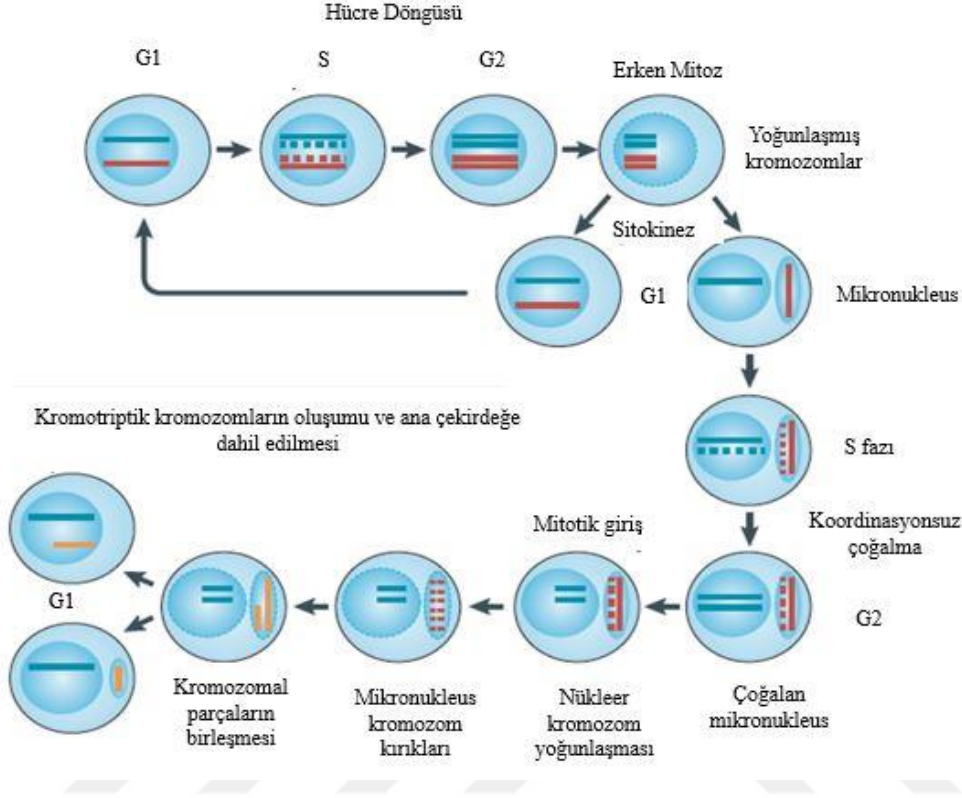 Hücre Döngüsü
G1
S
G2
Erken Mitoz
Yoğunlaşmış
kromozomlar
Sitokinez
G1
Mikronukleus
Kromotriptik kromozomların oluşumu ve ana çekirdeğe
dahil edilmesi
S fazı
Koordinasyonsuz
çoğalma
Mitotik giriş
G1
G2
Kromozomal
parçaların
birleşmesi
Mikronukleus
kromozom
kırıkları
Nükleer
kromozom
yoğunlaşması
Çoğalan
mikronukleus